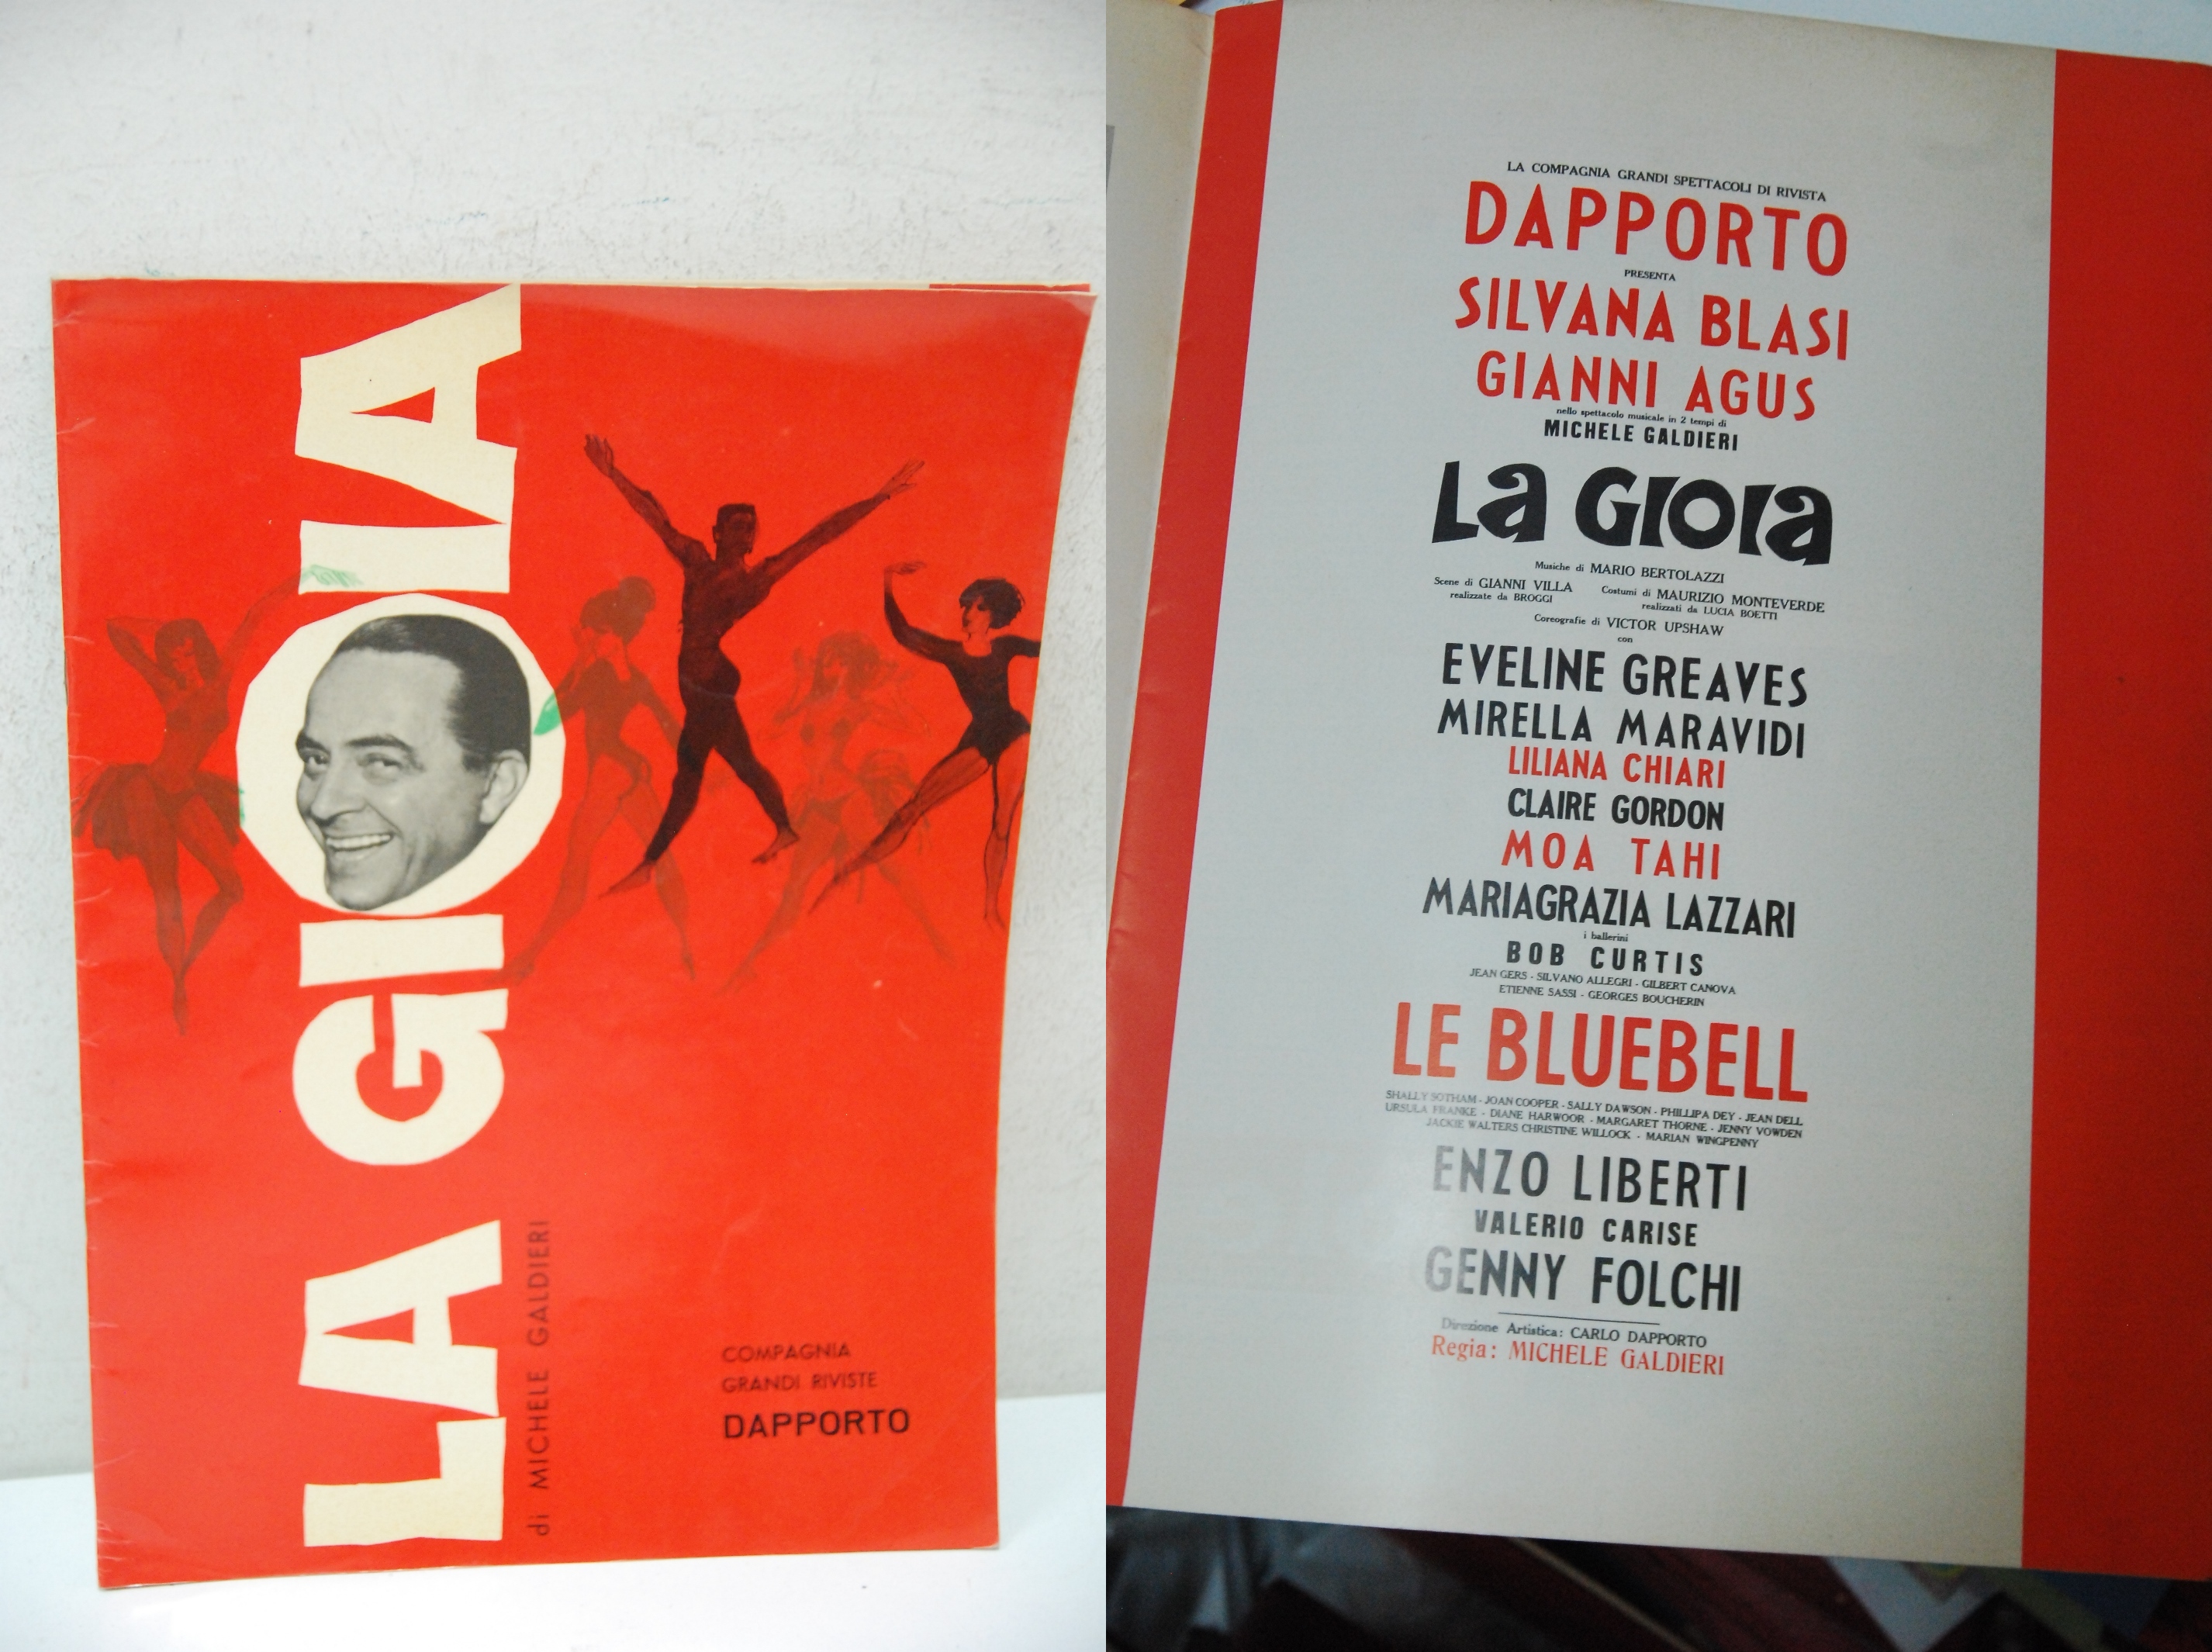 LA GIOIA
di MICHELE GALDIERI
COMPAGNIA
GRANDI RIVISTE
DAPPORTO
LA COMPAGNIA GRANDI SPETTACOLI DI RIVISTA
DAPPORTO
PRESENTA
SILVANA BLASI
GIANNI AGUS
nello spettacolo musicale in 2 tempi di
MICHELE GALDIERI
La GIOIa
Musiche di MARIO BERTOLAZZI
Scene di GIANNI VILLA Costumi di MAURIZIO MONTEVERDE
realizzate da BROGGI realizzati da LUCIA BOETTI
Coreografie di VICTOR UPSHAW
con
EVELINE GREAVES
MIRELLA MARAVIDI
LILIANA CHIARI
CLAIRE GORDON
MOA TAHI
MARIAGRAZIA LAZZARI
i ballerini
BOB CURTIS
JEAN GERS - SILVANO ALLEGRI - GILBERT CANOVA
ETIENNE SASSI - GEORGES BOUCHERIN
LE BLUEBELL
SHALLY SOTHAM - JOAN COOPER - SALLY DAWSON - PHILLIPA DEY - JEAN DELL
URSULA FRANKE - DIANE HARWOOR - MARGARET THORNE - JENNY VOWDEN
JACKIE WALTERS CHRISTINE WILLOCK - MARIAN WINGPENNY
ENZO LIBERTI
VALERIO CARISE
GENNY FOLCHI
Direzione Artistica: CARLO DAPPORTO
Regia: MICHELE GALDIERI